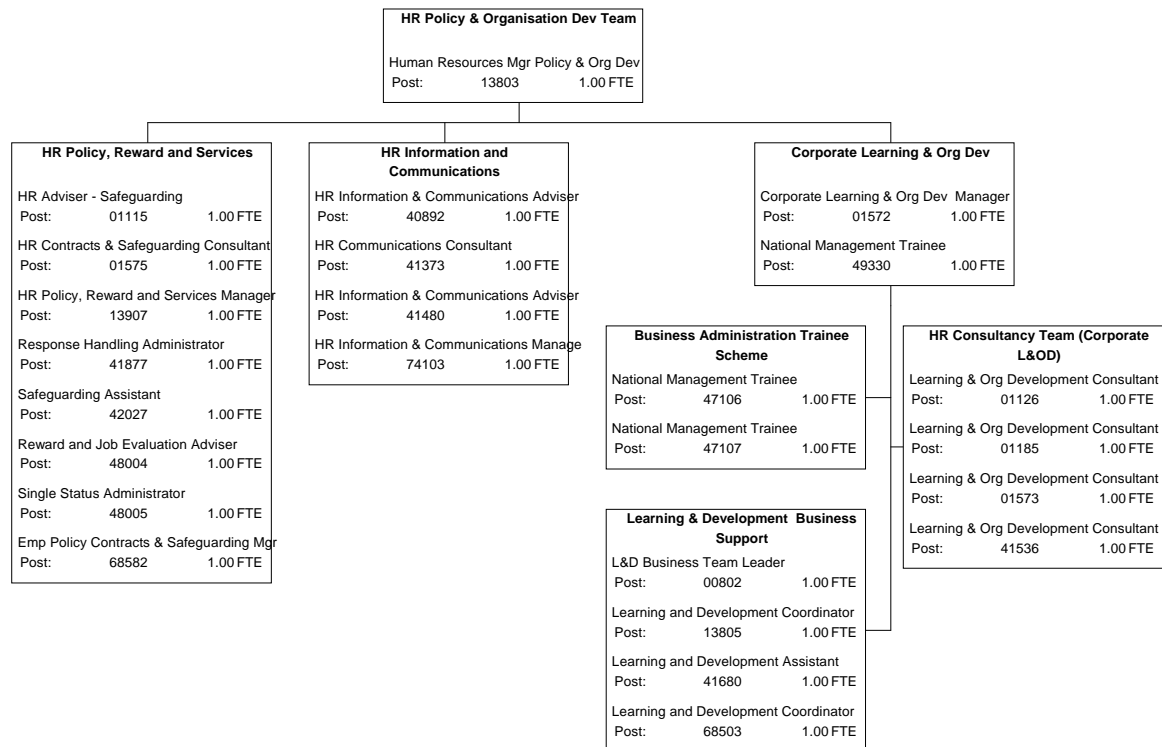 HR Policy & Organisation Dev Team
Human Resources Mgr Policy & Org Dev
Post: 13803 1.00 FTE
HR Policy, Reward and Services
HR Adviser - Safeguarding
Post: 01115 1.00 FTE
HR Contracts & Safeguarding Consultant
Post: 01575 1.00 FTE
HR Policy, Reward and Services Manager
Post: 13907 1.00 FTE
Response Handling Administrator
Post: 41877 1.00 FTE
Safeguarding Assistant
Post: 42027 1.00 FTE
Reward and Job Evaluation Adviser
Post: 48004 1.00 FTE
Single Status Administrator
Post: 48005 1.00 FTE
Emp Policy Contracts & Safeguarding Mgr
Post: 68582 1.00 FTE
HR Information and
Communications
HR Information & Communications Adviser
Post: 40892 1.00 FTE
HR Communications Consultant
Post: 41373 1.00 FTE
HR Information & Communications Adviser
Post: 41480 1.00 FTE
HR Information & Communications Manage
Post: 74103 1.00 FTE
Corporate Learning & Org Dev
Corporate Learning & Org Dev Manager
Post: 01572 1.00 FTE
National Management Trainee
Post: 49330 1.00 FTE
Business Administration Trainee
Scheme
National Management Trainee
Post: 47106 1.00 FTE
National Management Trainee
Post: 47107 1.00 FTE
HR Consultancy Team (Corporate
L&OD)
Learning & Org Development Consultant
Post: 01126 1.00 FTE
Learning & Org Development Consultant
Post: 01185 1.00 FTE
Learning & Org Development Consultant
Post: 01573 1.00 FTE
Learning & Org Development Consultant
Post: 41536 1.00 FTE
Learning & Development Business
Support
L&D Business Team Leader
Post: 00802 1.00 FTE
Learning and Development Coordinator
Post: 13805 1.00 FTE
Learning and Development Assistant
Post: 41680 1.00 FTE
Learning and Development Coordinator
Post: 68503 1.00 FTE